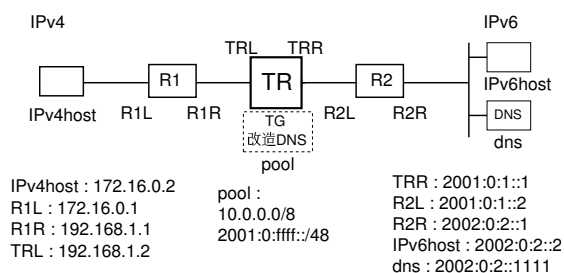 IPv4
IPv6
TRL
TRR
R1
TR
R2
IPv6host
IPv4host
R1L
R1R
TG
改造DNS
R2L
R2R
DNS
dns
pool
IPv4host : 172.16.0.2
R1L : 172.16.0.1
R1R : 192.168.1.1
TRL : 192.168.1.2
pool :
10.0.0.0/8
2001:0:ffff::/48
TRR : 2001:0:1::1
R2L : 2001:0:1::2
R2R : 2002:0:2::1
IPv6host : 2002:0:2::2
dns : 2002:0:2::1111